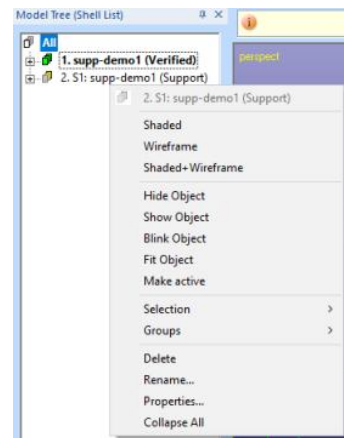 Model Tree (Shell List)
All
1. supp-demo1 (Verified)
perspect
2. S1: supp-demo1 (Support)
2. S1: supp-demo1 (Support)
Shaded
Wireframe
Shaded+Wireframe
Hide Object
Show Object
Blink Object
Fit Object
Make active
Selection
Groups
Delete
Rename...
Properties...
Collapse All